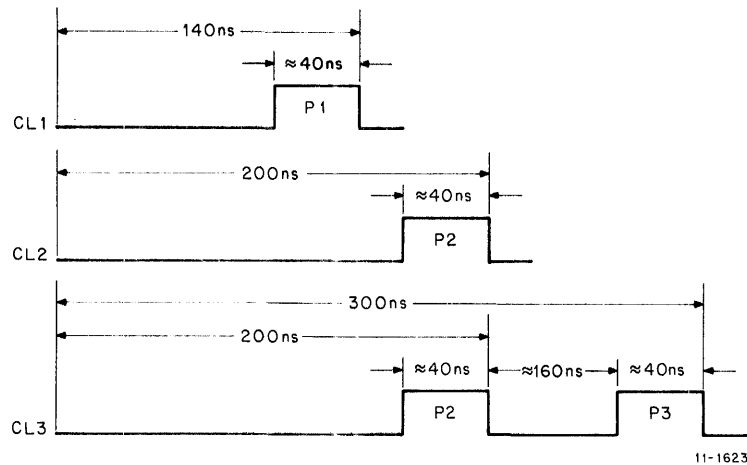 140ns
≈40ns
P1
CL1
200ns
≈40ns
P2
CL2
300ns
200ns
≈40ns ≈160ns ≈40ns
P2 P3
CL3
11-1623